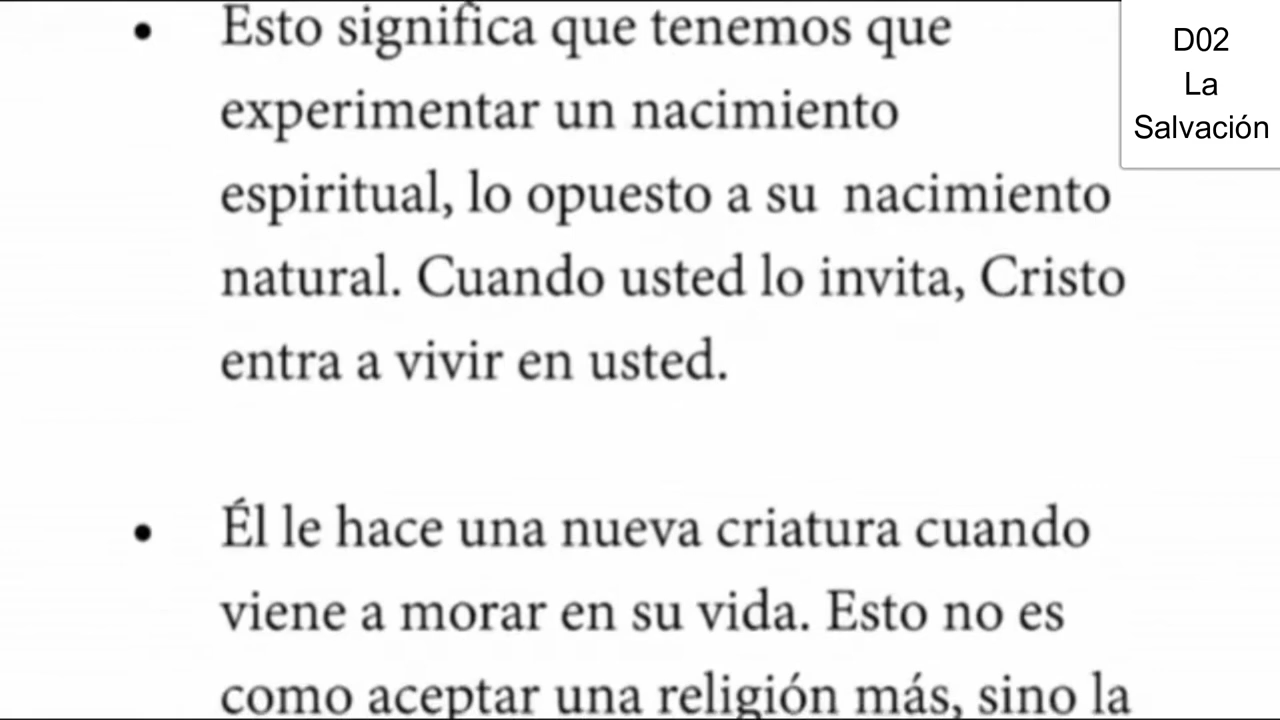 • Esto significa que tenemos que
experimentar un nacimiento
espiritual, lo opuesto a su nacimiento
natural. Cuando usted lo invita, Cristo
entra a vivir en usted.
• Él le hace una nueva criatura cuando
viene a morar en su vida. Esto no es
como aceptar una religión más, sino la
D02
La
Salvación